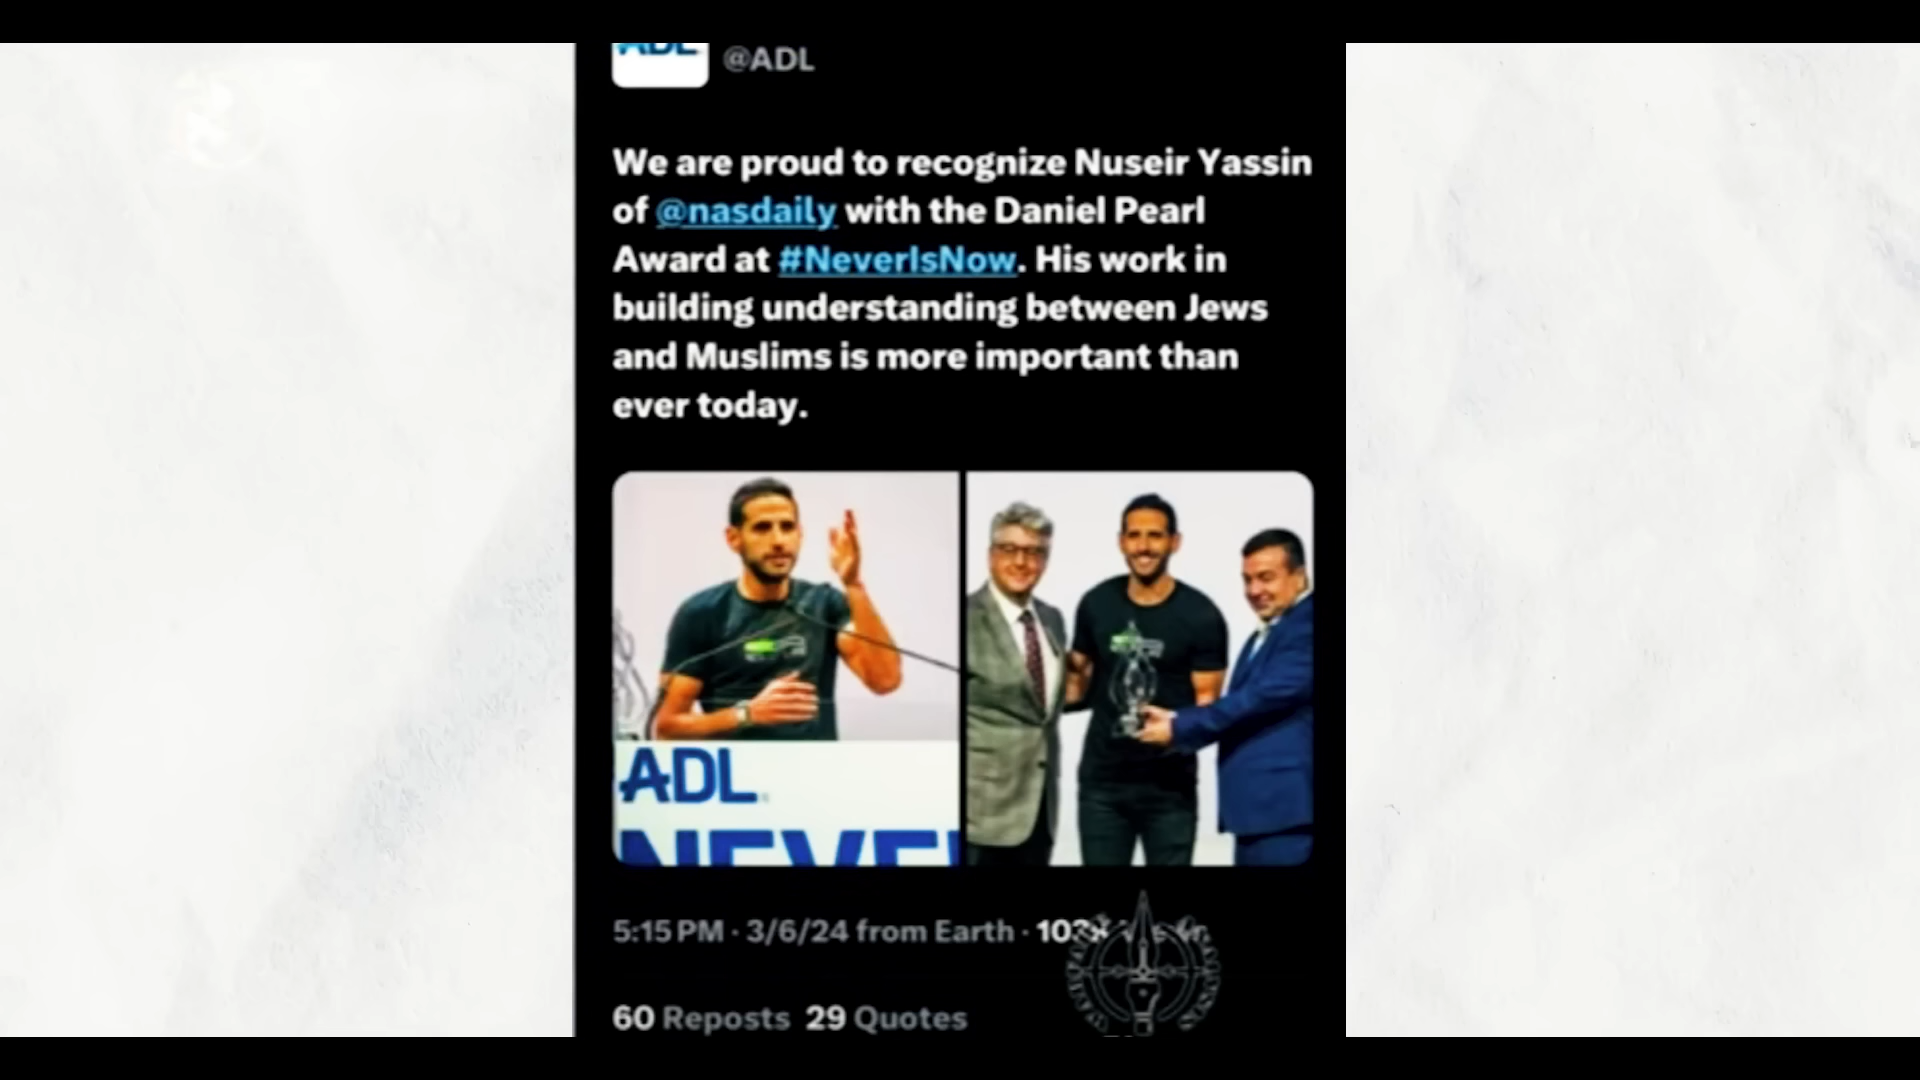 ADL
@ADL
We are proud to recognize Nuseir Yassin
of @nasdaily with the Daniel Pearl
Award at #NeverIsNow. His work in
building understanding between Jews
and Muslims is more important than
ever today.
ADL
NEVE
5:15 PM · 3/6/24 from Earth ·
60 Reposts 29 Quotes